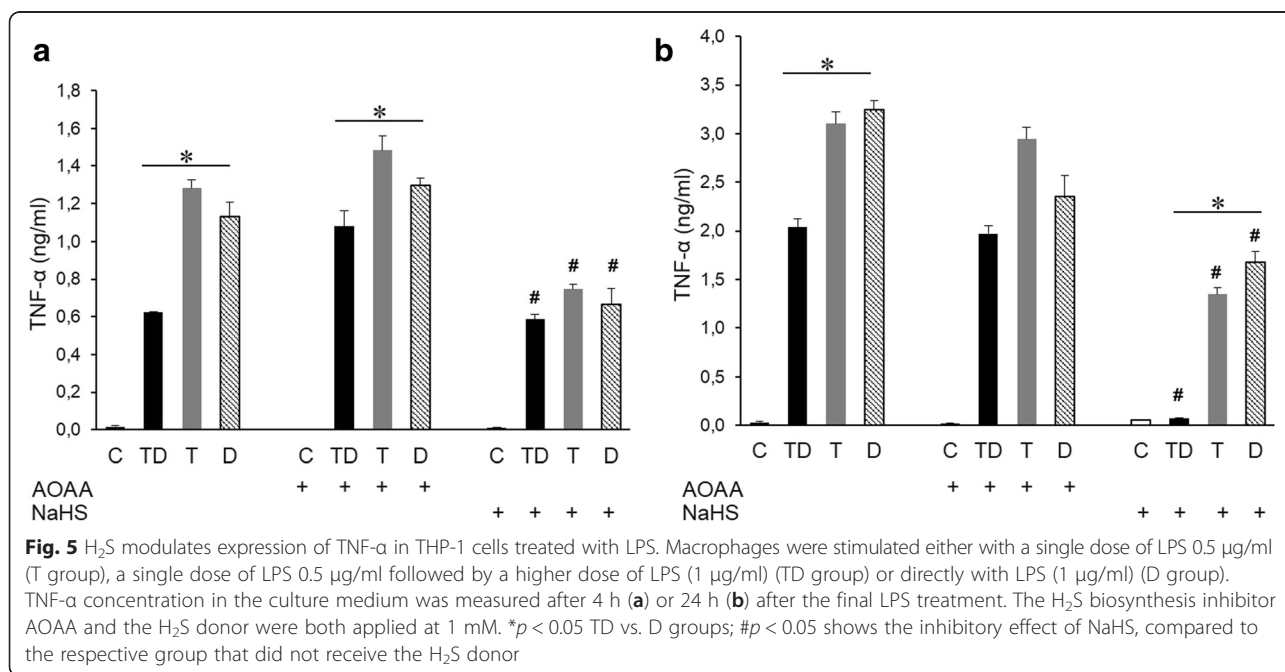 a
b
1,8
1,6
1,4
1,2
1,0
0,8
0,6
0,4
0,2
0,0
TNF-α (ng/ml)
*
*
# # #
C TD T D C TD T D C TD T D
AOAA + + + +
NaHS + + + +
4,0
3,5
3,0
2,5
2,0
1,5
1,0
0,5
0,0
TNF-α (ng/ml)
*
*
# # #
C TD T D C TD T D C TD T D
AOAA + + + +
NaHS + + + +
Fig. 5 H₂S modulates expression of TNF-α in THP-1 cells treated with LPS. Macrophages were stimulated either with a single dose of LPS 0.5 μg/ml
(T group), a single dose of LPS 0.5 μg/ml followed by a higher dose of LPS (1 μg/ml) (TD group) or directly with LPS (1 μg/ml) (D group).
TNF-α concentration in the culture medium was measured after 4 h (a) or 24 h (b) after the final LPS treatment. The H₂S biosynthesis inhibitor
AOAA and the H₂S donor were both applied at 1 mM. *p < 0.05 TD vs. D groups; #p < 0.05 shows the inhibitory effect of NaHS, compared to
the respective group that did not receive the H₂S donor